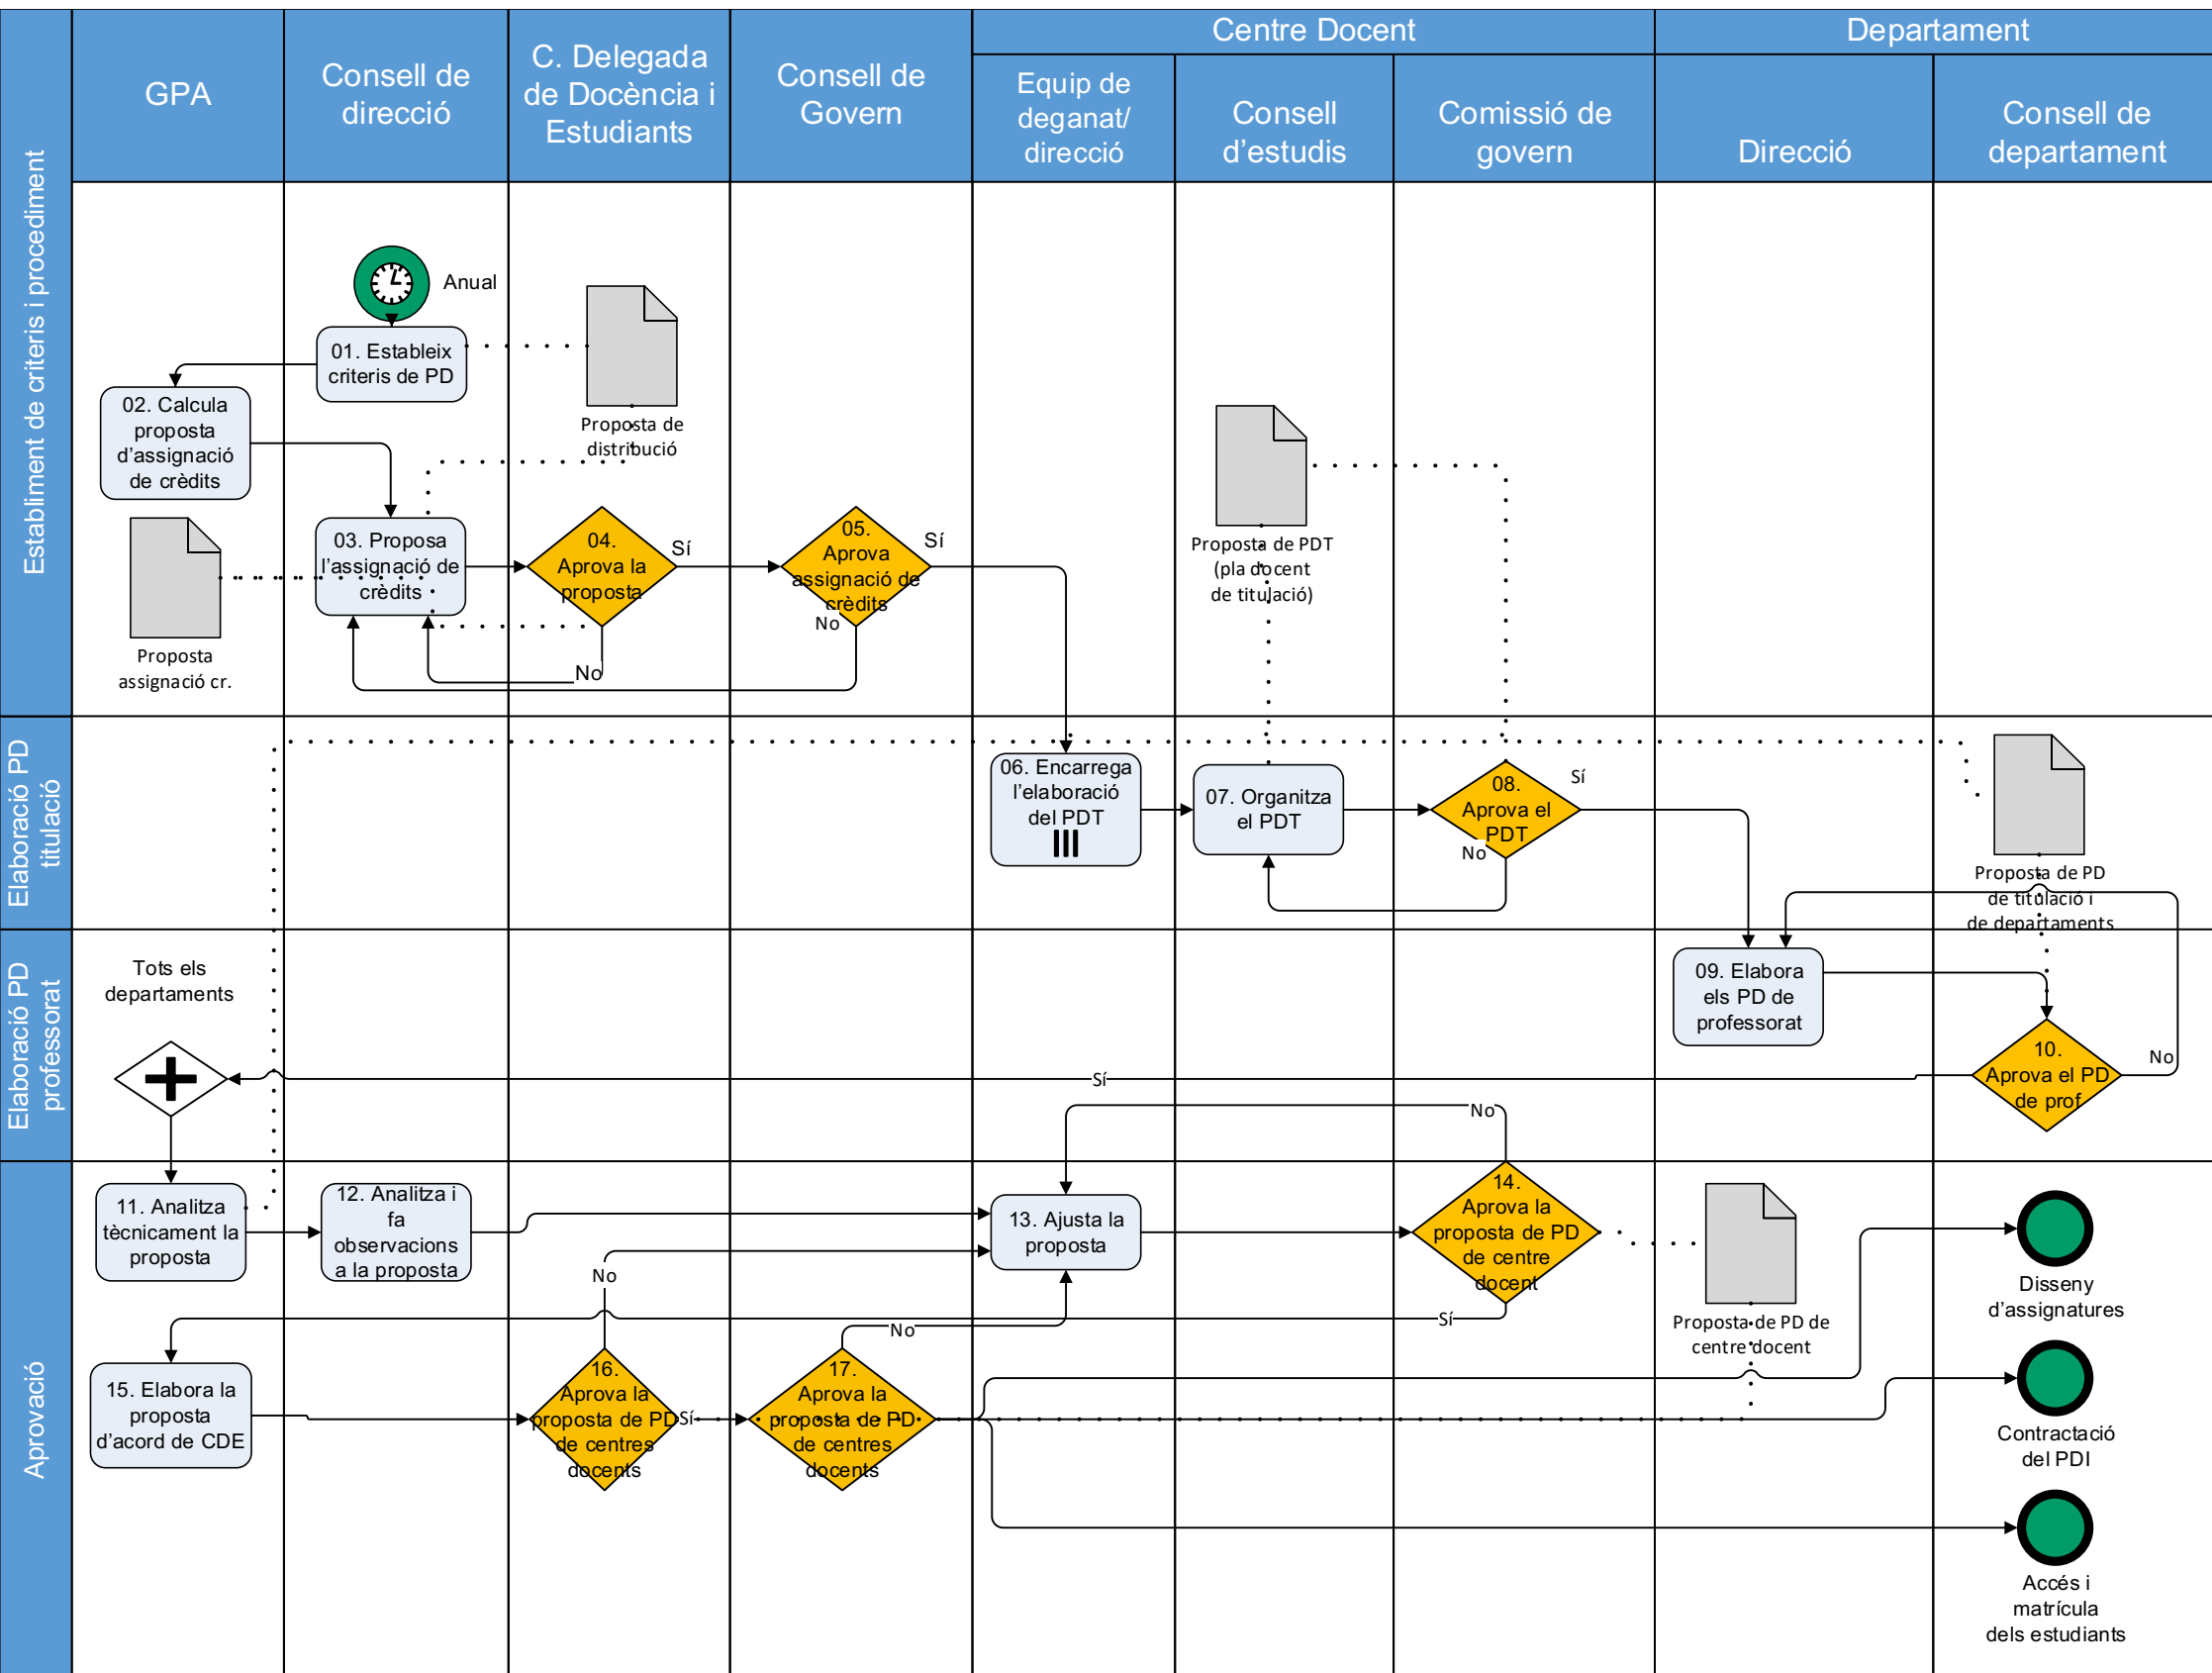 Centre Docent
Departament
GPA
Consell de
direcció
C. Delegada
de Docència i
Estudiants
Consell de
Govern
Equip de
deganat/
direcció
Consell
d'estudis
Comissió de
govern
Direcció
Consell de
departament
Establiment de criteris i procediment
Anual
01. Estableix
criteris de PD
02. Calcula
proposta
d'assignació
de crèdits
Proposta de
distribució
03. Proposa
l'assignació de
crèdits
04.
Aprova la
proposta
Sí
No
05.
Aprova
assignació de
crèdits
Sí
No
Proposta
assignació cr.
Proposta de PDT
(pla docent
de titulació)
Elaboració PD
titulació
06. Encarrega
l'elaboració
del PDT
07. Organitza
el PDT
08.
Aprova el
PDT
Sí
No
Proposta de PD
de titulació i
de departaments
Elaboració PD
professorat
Tots els
departaments
09. Elabora
els PD de
professorat
10.
Aprova el PD
de prof
No
Sí
No
Aprovació
11. Analitza
tècnicament la
proposta
12. Analitza i
fa
observacions
a la proposta
13. Ajusta la
proposta
14.
Aprova la
proposta de PD
de centre
docent
Sí
Proposta de PD de
centre docent
Disseny
d'assignatures
No
No
15. Elabora la
proposta
d'acord de CDE
16.
Aprova la
proposta de PD
de centres
docents
Sí
17.
Aprova la
proposta de PD
de centres
docents
Contractació
del PDI
Accés i
matrícula
dels estudiants